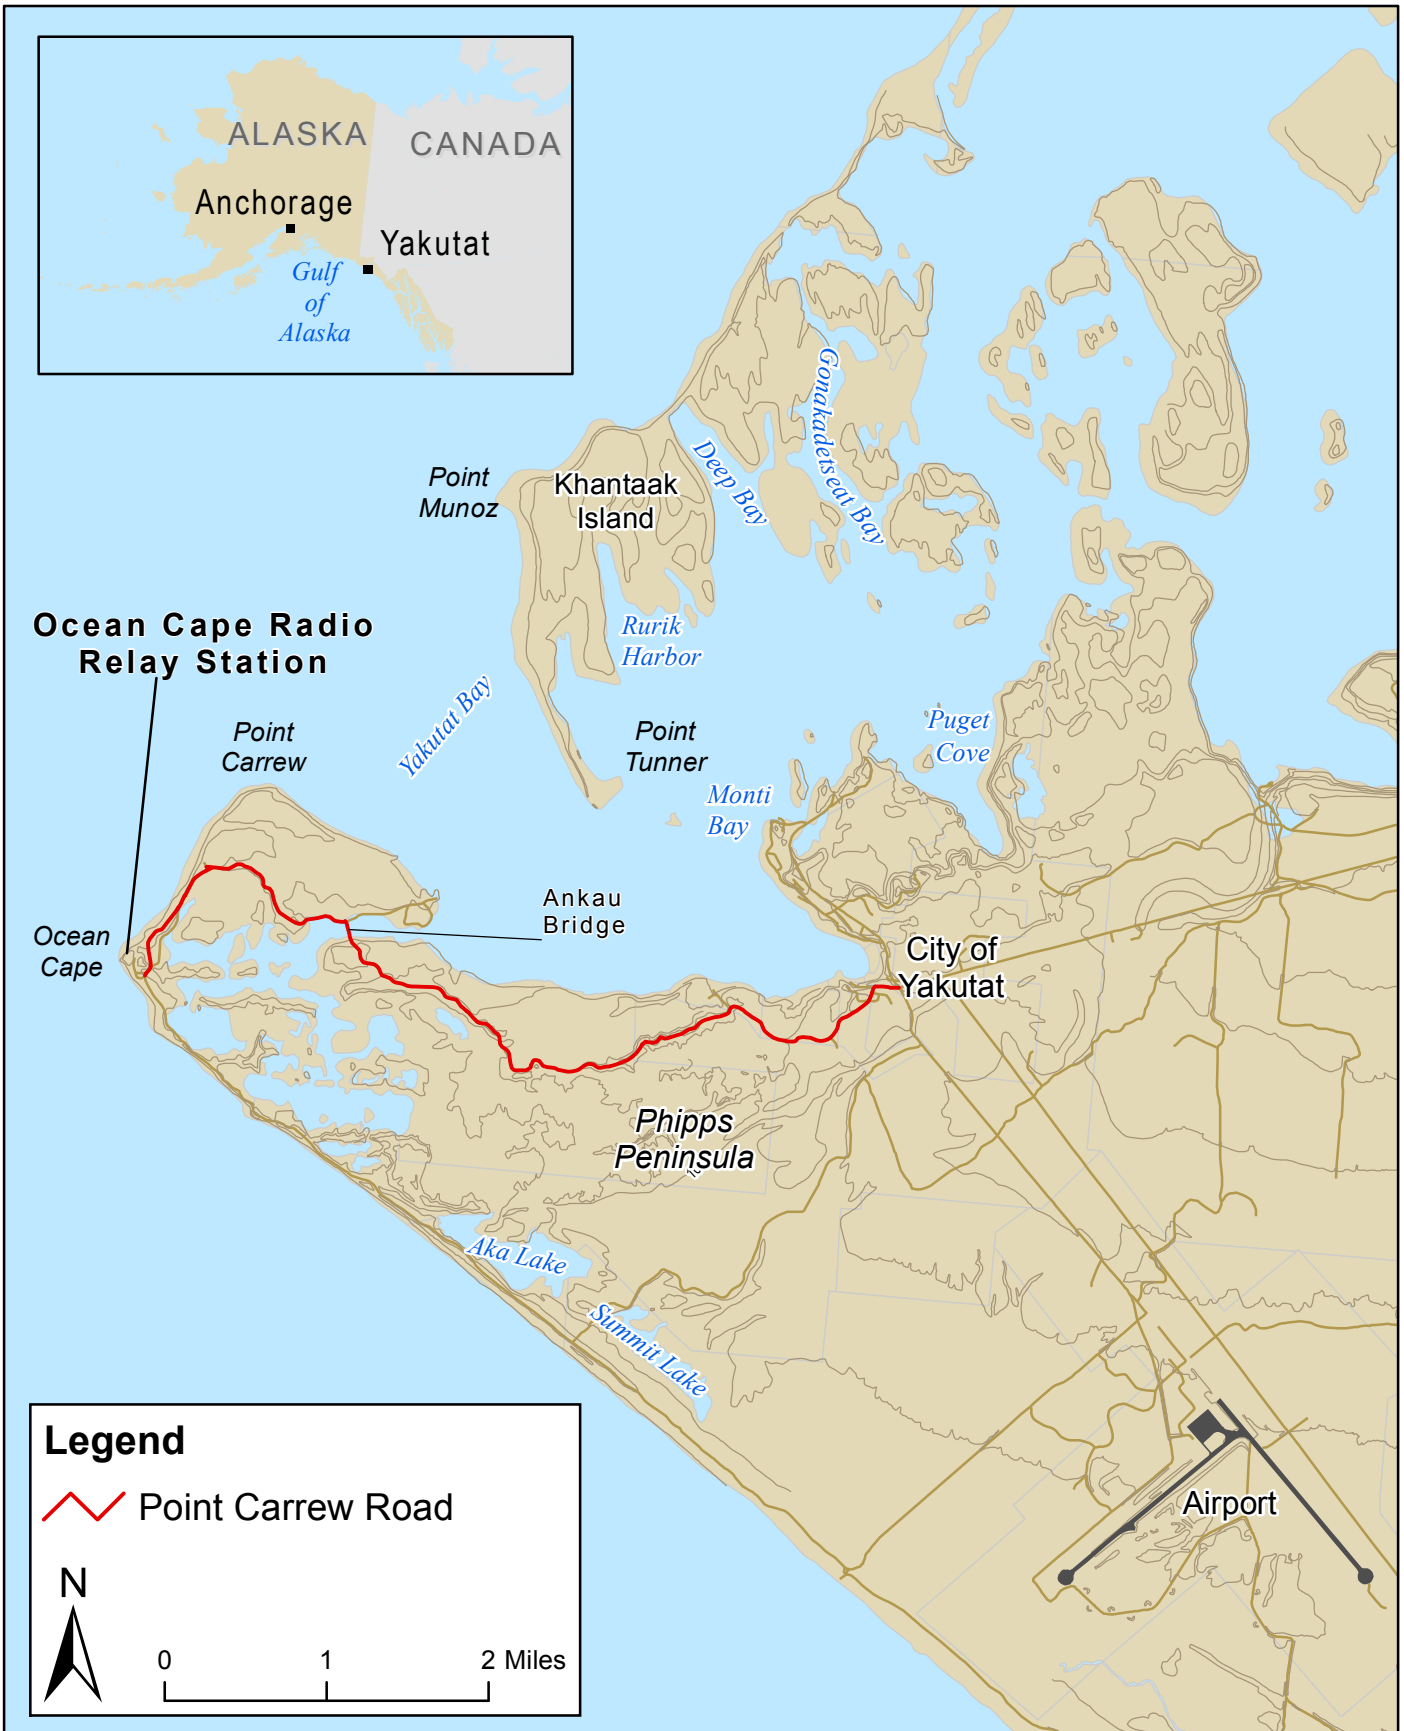 ALASKA
CANADA
Anchorage
Yakutat
Gulf
of
Alaska
Gonakadetseat Bay
Deep Bay
Point
Munoz
Khantaak
Island
Ocean Cape Radio
Relay Station
Rurik
Harbor
Yakutat Bay
Point
Carrew
Point
Tunner
Puget
Cove
Monti
Bay
Ankau
Bridge
Ocean
Cape
City of
Yakutat
Phipps
Peninsula
Aka Lake
Summit Lake
Airport
Legend
Point Carrew Road
N
0 1 2 Miles